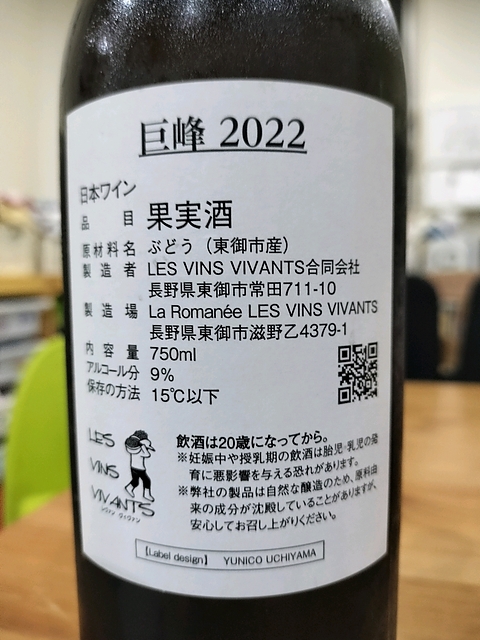 巨峰 2022
日本ワイン
品目 果実酒
原材料名 ぶどう（東御市産）
製造者 LES VINS VIVANTS合同会社
長野県東御市常田711-10
製造場 La Romanée LES VINS VIVANTS
長野県東御市滋野乙4379-1
内容量 750ml
アルコール分 9%
保存の方法 15℃以下
LES
VINS
VIVANTS
レヴァン ヴィヴァン
飲酒は20歳になってから。
※妊娠中や授乳期の飲酒は胎児・乳児の発
育に悪影響を与える恐れがあります。
※弊社の製品は自然な醸造のため、原料由
来の成分が沈殿していることがありますが、
安心してお召し上がりください。
【Label design】 YUNICO UCHIYAMA